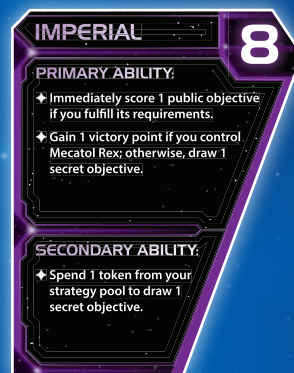 IMPERIAL
8
PRIMARY ABILITY:
Immediately score 1 public objective
if you fulfill its requirements.
Gain 1 victory point if you control
Mecatol Rex; otherwise, draw 1
secret objective.
SECONDARY ABILITY:
Spend 1 token from your
strategy pool to draw 1
secret objective.